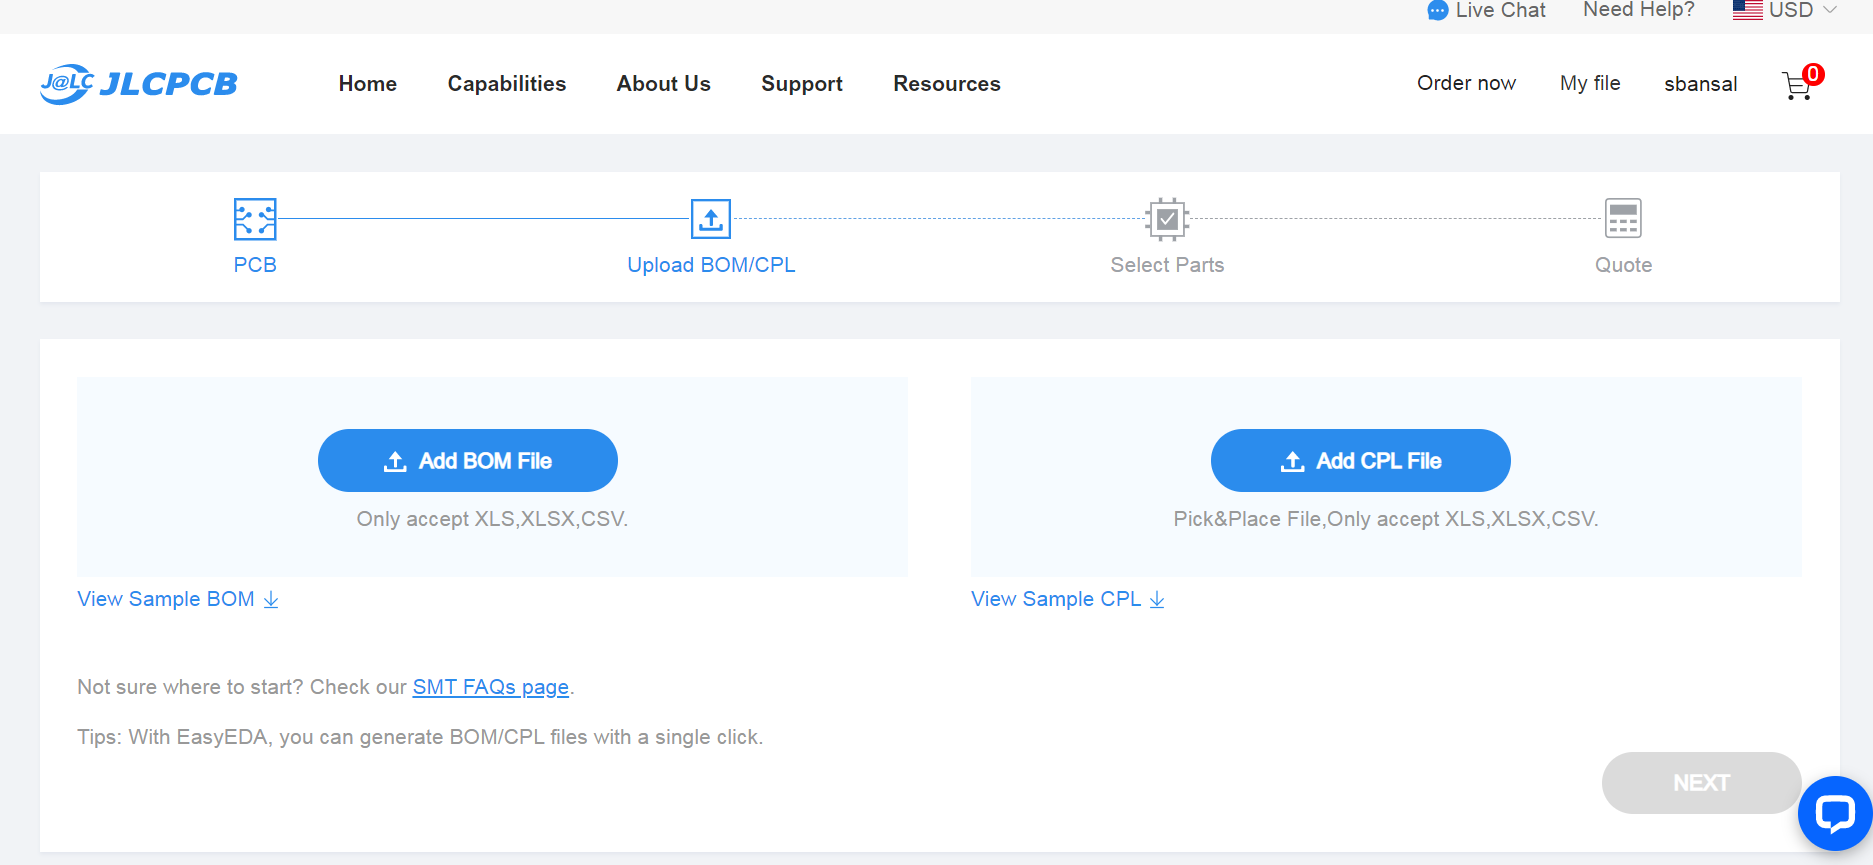 Live Chat Need Help? USD
J@LC JLCPCB Home Capabilities About Us Support Resources Order now My file sbansal 0
PCB Upload BOM/CPL Select Parts Quote
Add BOM File Add CPL File
Only accept XLS,XLSX,CSV. Pick&Place File,Only accept XLS,XLSX,CSV.
View Sample BOM View Sample CPL
Not sure where to start? Check our SMT FAQs page.
Tips: With EasyEDA, you can generate BOM/CPL files with a single click.
NEXT